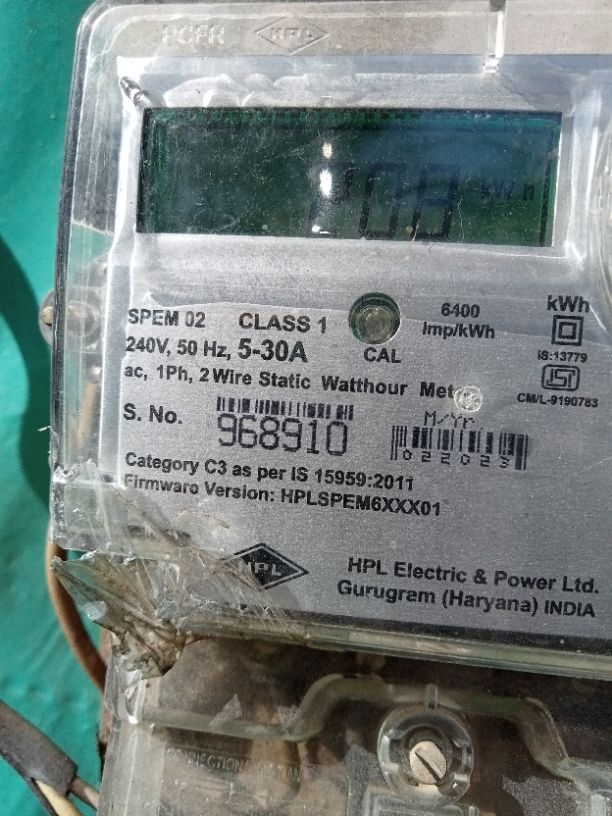 HPL
kWh
SPEM 02 CLASS 1
240V, 50 Hz, 5-30A
CAL
6400
imp/kWh
kWh
IS:13779
CM/L-9190783
ac, 1Ph, 2 Wire Static Watthour
S. No. 968910
M/Yr
022023
Category C3 as per IS 15959:2011
Firmware Version: HPLSPEM6XXX01
HPL
HPL Electric & Power Ltd.
Gurugram (Haryana) INDIA